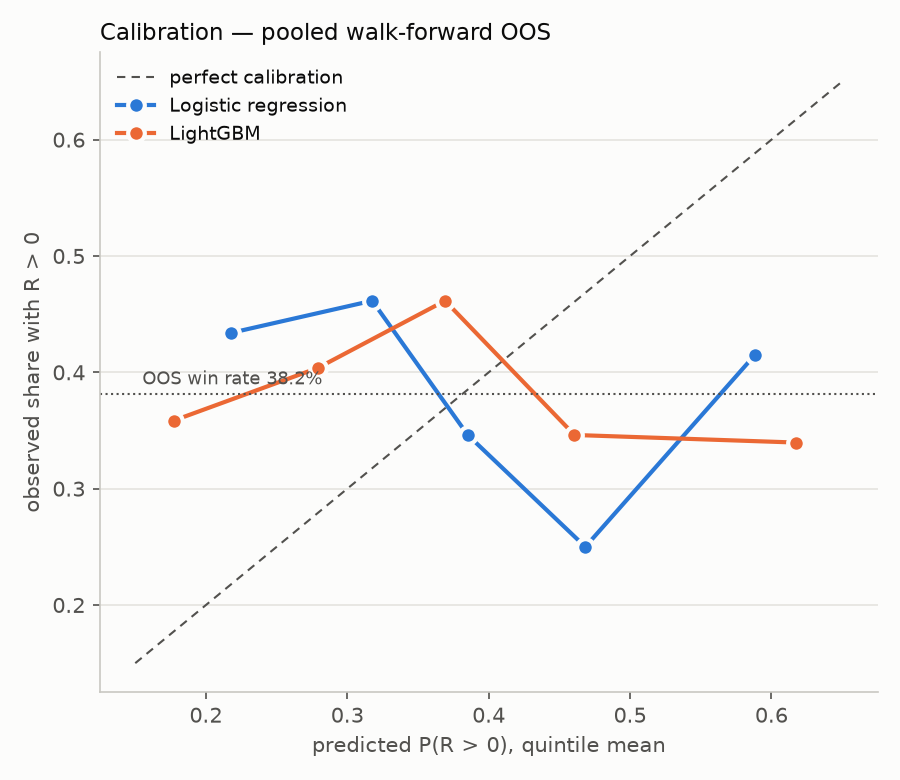 Calibration — pooled walk-forward OOS
perfect calibration
Logistic regression
LightGBM
0.6
0.5
0.4
0.3
0.2
observed share with R > 0
OOS win rate 38.2%
0.2 0.3 0.4 0.5 0.6
predicted P(R > 0), quintile mean